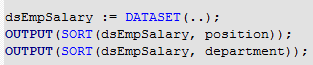 dsEmpSalary := DATASET(..);
OUTPUT(SORT(dsEmpSalary, position));
OUTPUT(SORT(dsEmpSalary, department));